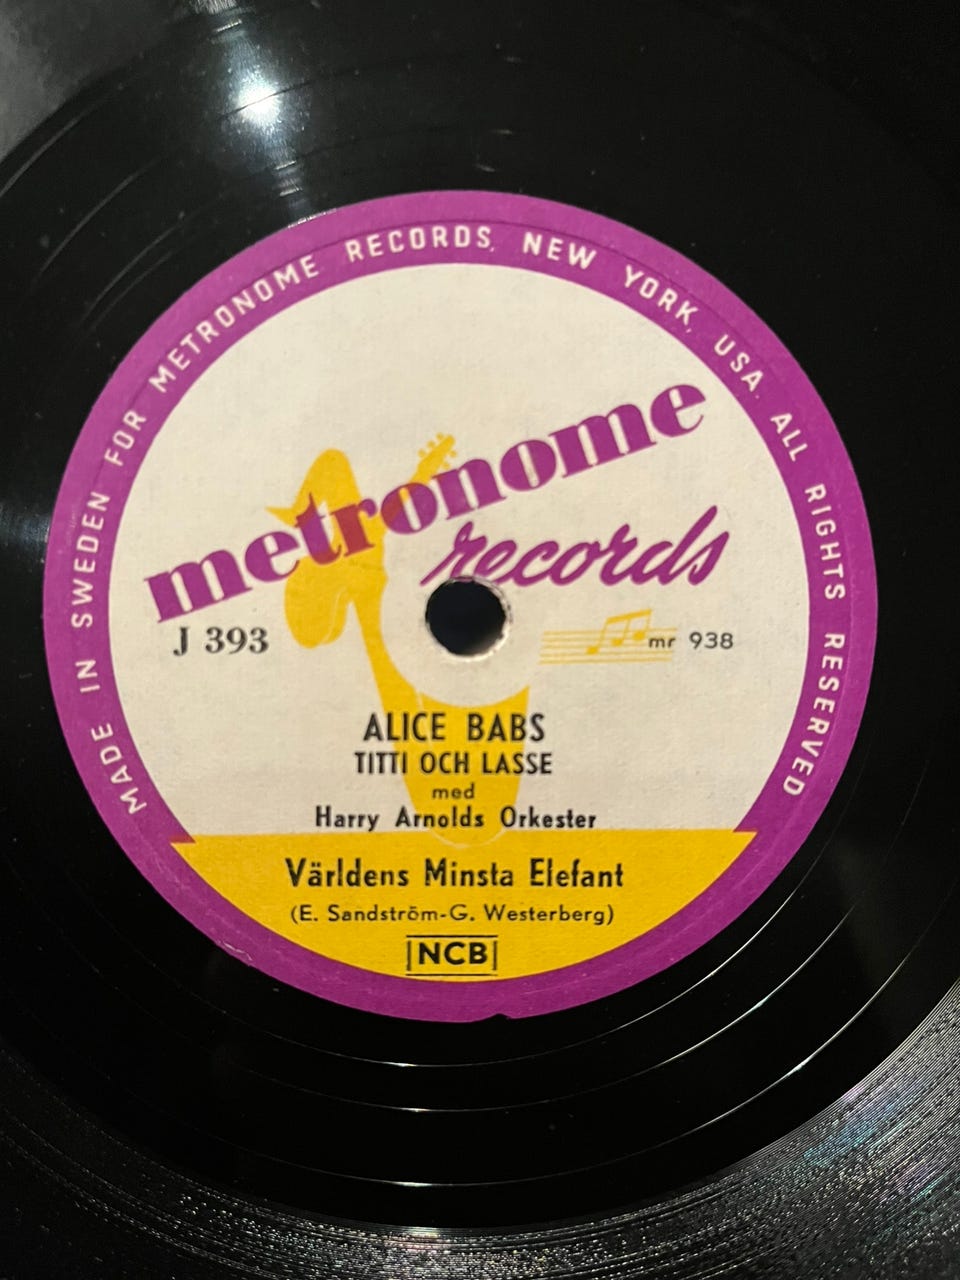 MADE IN SWEDEN FOR METRONOME RECORDS, NEW YORK, USA. ALL RIGHTS RESERVED
metronome
records
J 393
mr 938
ALICE BABS
TITTI OCH LASSE
med
Harry Arnolds Orkester
Världens Minsta Elefant
(E. Sandström-G. Westerberg)
NCB